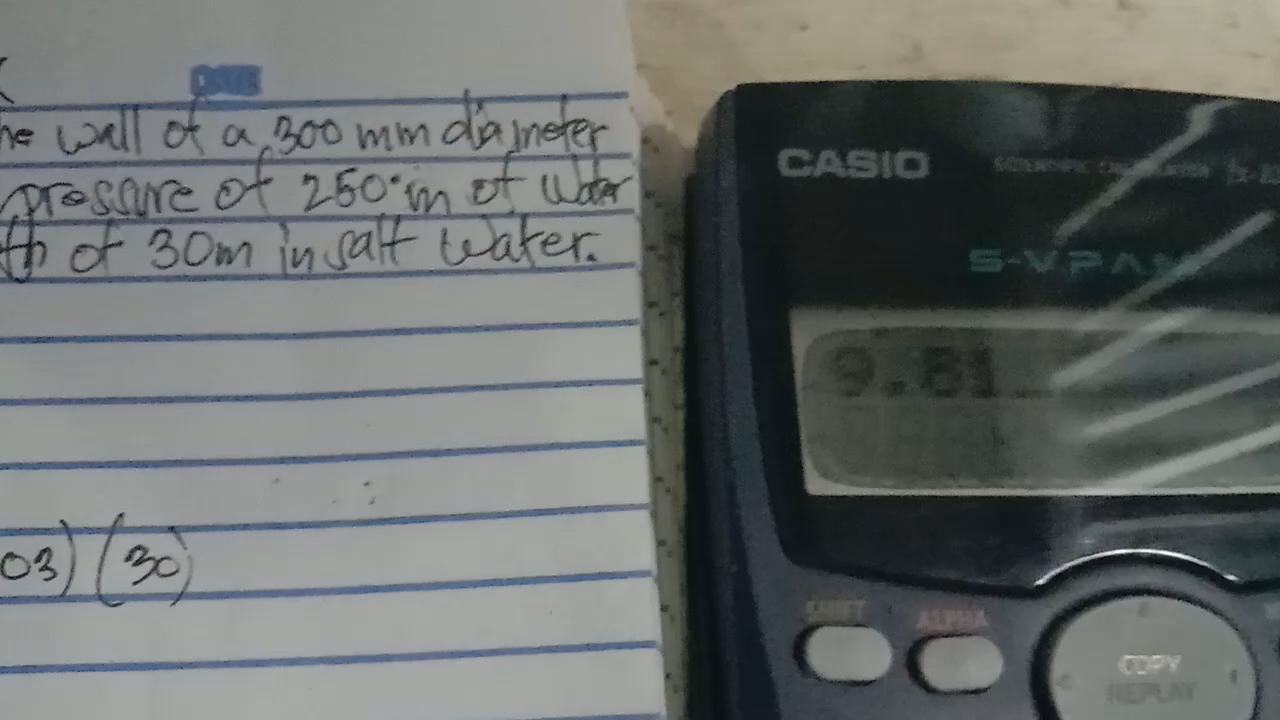 DATE
he wall of a 300 mm diameter
pressure of 250 m of water
th of 30m in salt water.
03) (30)
CASIO
S-V.P.A.M.
9.81
SHIFT
ALPHA
COPY
REPLAY